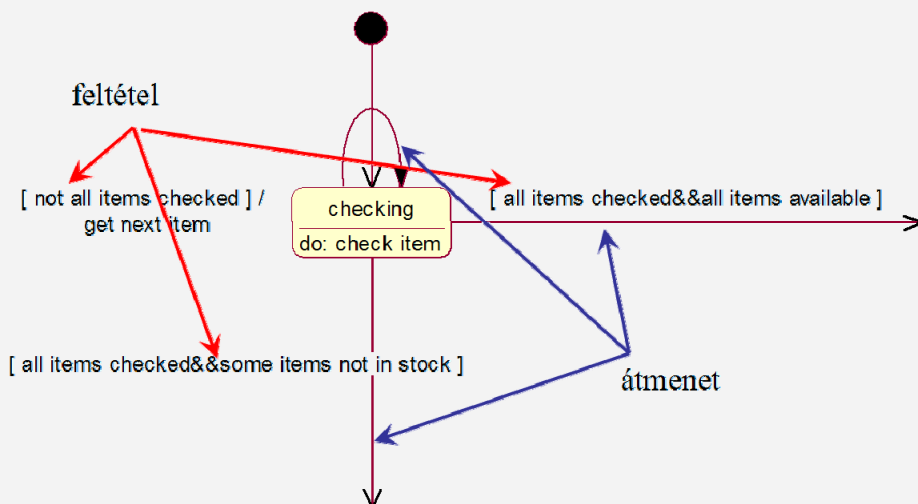 feltétel
[ not all items checked ] /
get next item
checking
do: check item
[ all items checked&&all items available ]
[ all items checked&&some items not in stock ]
átmenet